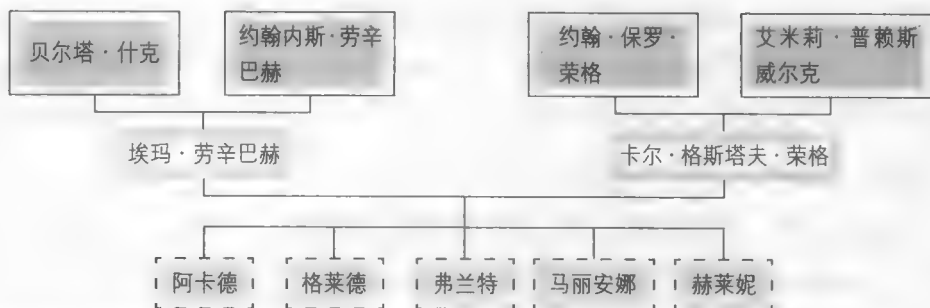 贝尔塔·什克
约翰内斯·劳辛
巴赫
约翰·保罗·
荣格
艾米莉·普赖斯
威尔克
埃玛·劳辛巴赫
卡尔·格斯塔夫·荣格
阿卡德
格莱德
弗兰特
马丽安娜
赫莱妮